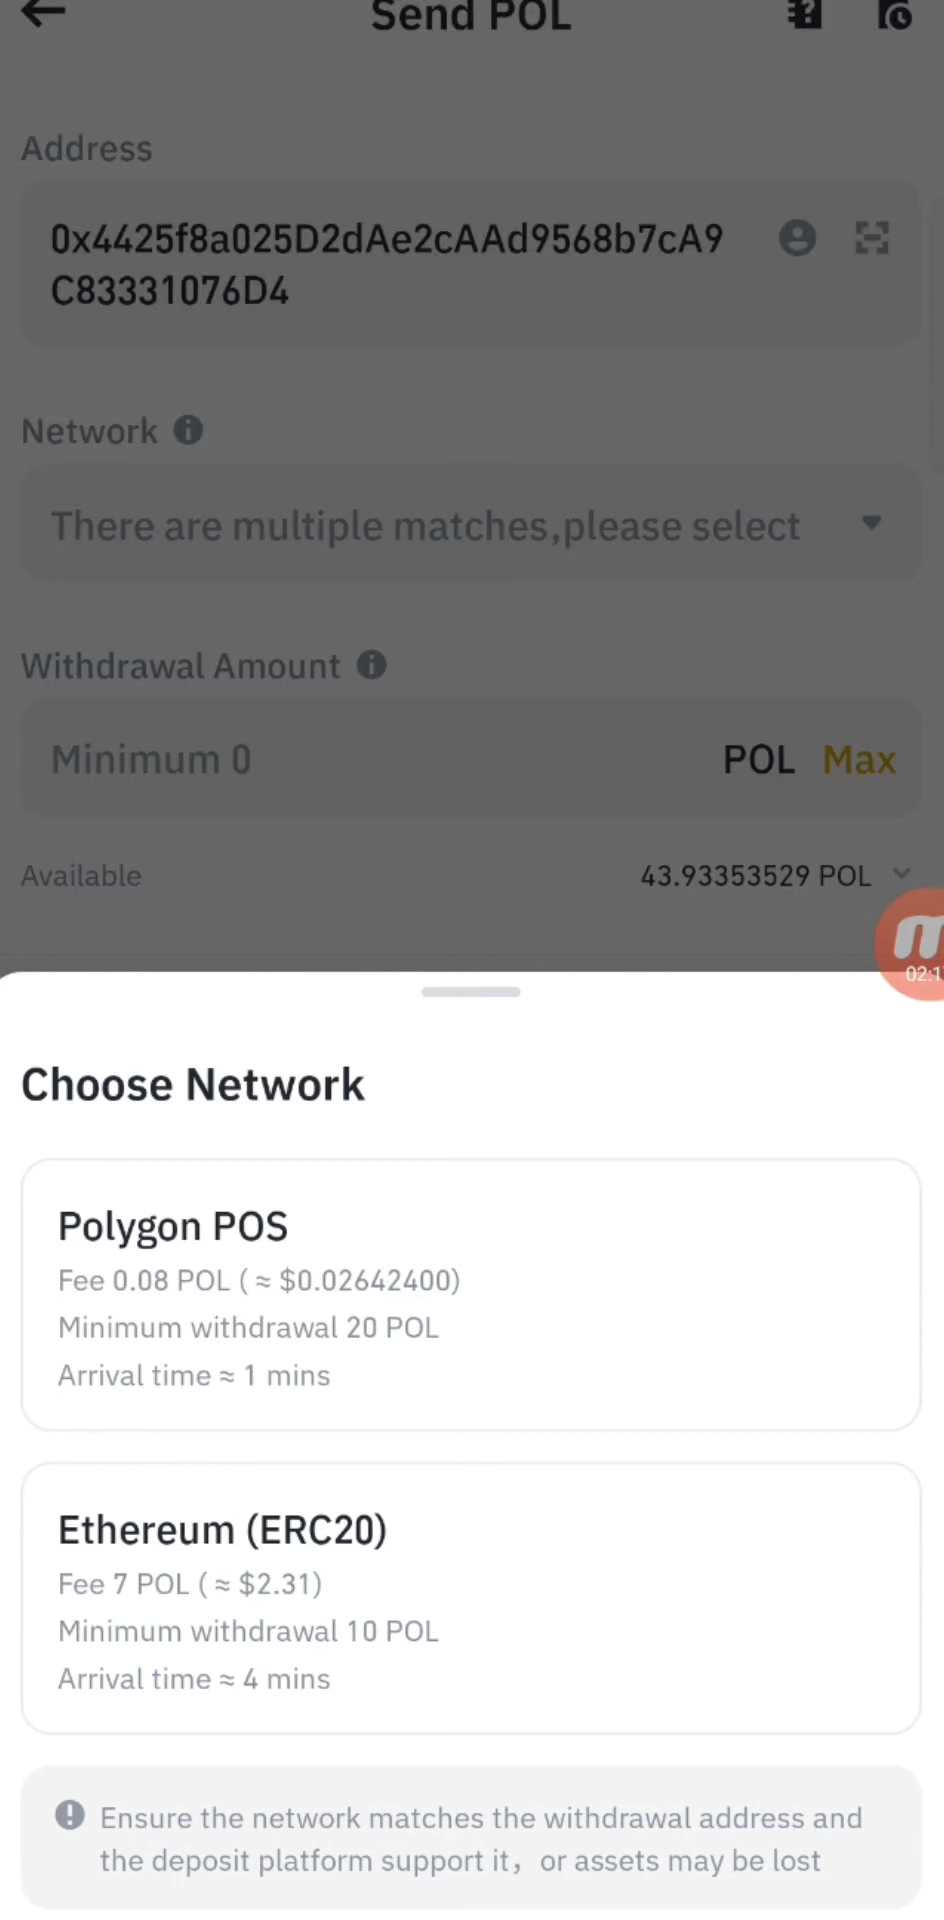 Send POL
Address
0x4425f8a025D2dAe2cAAd9568b7cA9
C83331076D4
Network
There are multiple matches,please select
Withdrawal Amount
Minimum 0
POL Max
Available
43.93353529 POL
02:1
Choose Network
Polygon POS
Fee 0.08 POL ( ≈ $0.02642400)
Minimum withdrawal 20 POL
Arrival time ≈ 1 mins
Ethereum (ERC20)
Fee 7 POL ( ≈ $2.31)
Minimum withdrawal 10 POL
Arrival time ≈ 4 mins
Ensure the network matches the withdrawal address and
the deposit platform support it， or assets may be lost